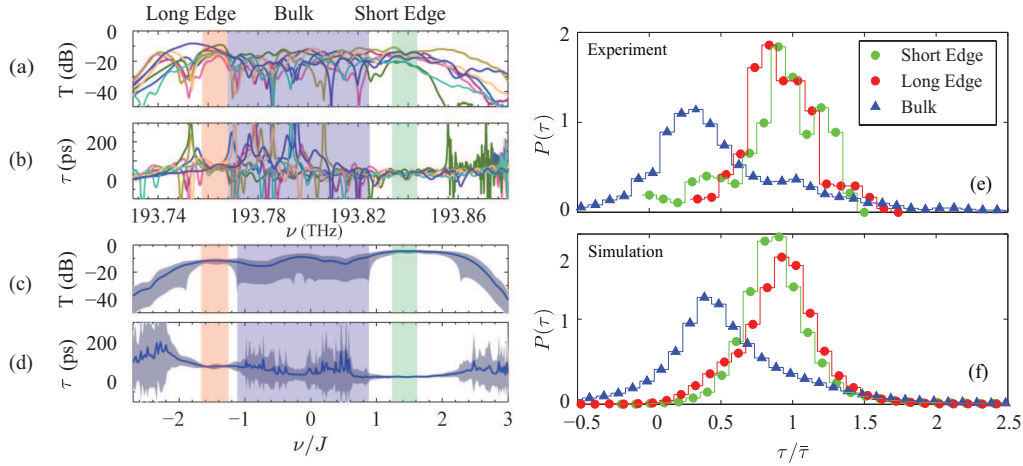 Long Edge Bulk Short Edge
(a)
T (dB)
0
−20
−40
(b)
τ (ps)
200
0
193.74 193.78 193.82 193.86
ν (THz)
(c)
T (dB)
0
−20
−40
(d)
τ (ps)
200
0
−2 −1 0 1 2 3
ν/J
Experiment
Short Edge
Long Edge
Bulk
P(τ)
2
1
0
(e)
Simulation
P(τ)
2
1
0
(f)
−0.5 0 0.5 1 1.5 2 2.5
τ/τ̄